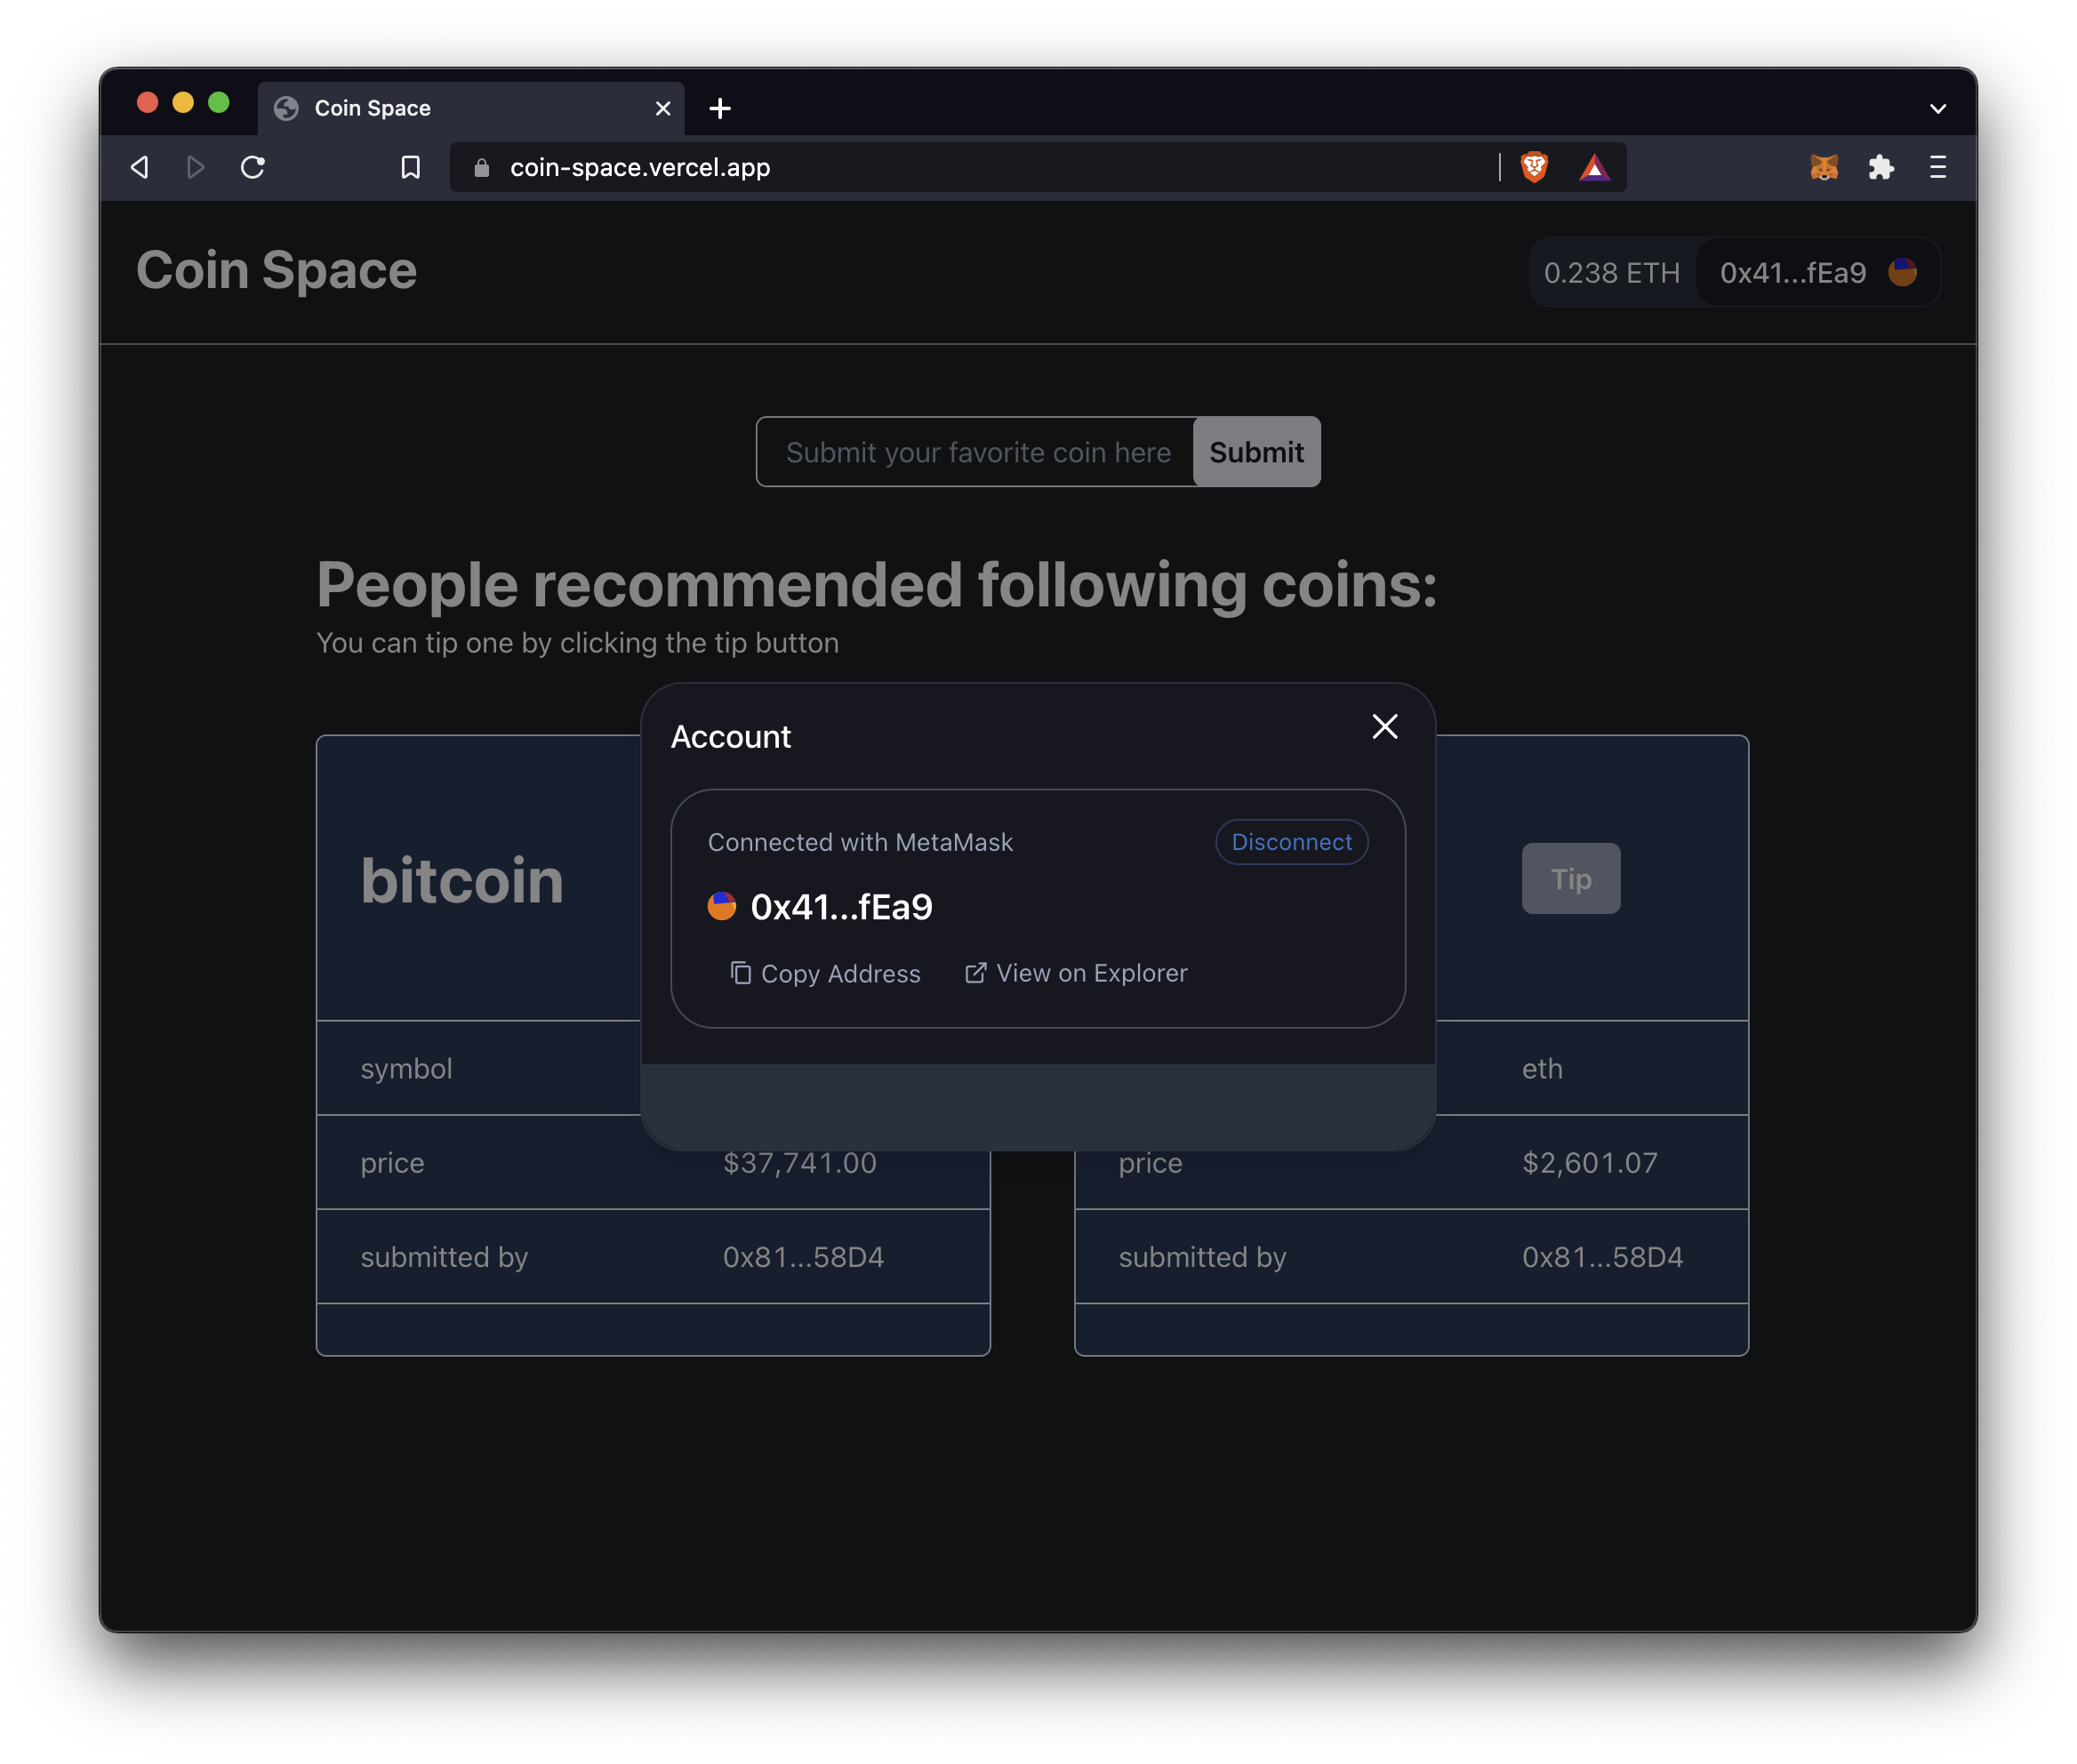 Coin Space
coin-space.vercel.app
Coin Space
0.238 ETH
0x41...fEa9
Submit your favorite coin here
Submit
People recommended following coins:
You can tip one by clicking the tip button
Account
Connected with MetaMask
Disconnect
0x41...fEa9
Copy Address
View on Explorer
bitcoin
symbol
price
$37,741.00
submitted by
0x81...58D4
Tip
eth
price
$2,601.07
submitted by
0x81...58D4